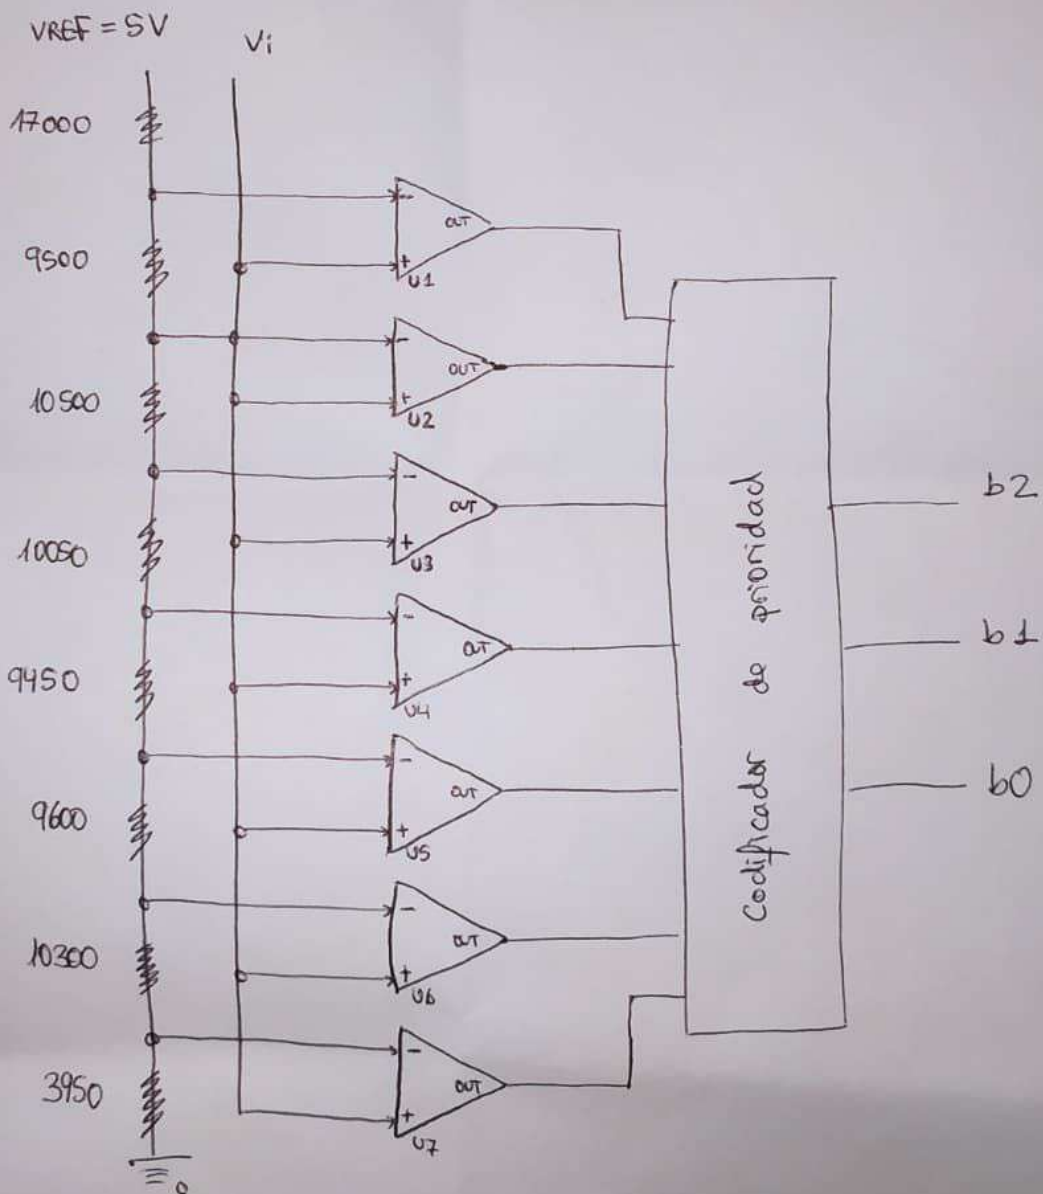 VREF = 5V
Vi
17000
- OUT +
U1
9500
- OUT +
U2
10500
- OUT +
U3
10050
- OUT +
U4
9450
- OUT +
U5
9600
- OUT +
U6
10300
- OUT +
U7
3950
0
Codificador de prioridad
b2
b1
b0